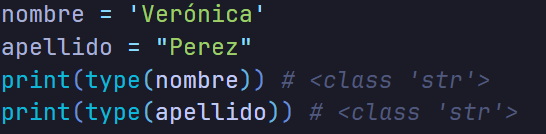 nombre = 'Verónica'
apellido = "Perez"
print(type(nombre)) # <class 'str'>
print(type(apellido)) # <class 'str'>